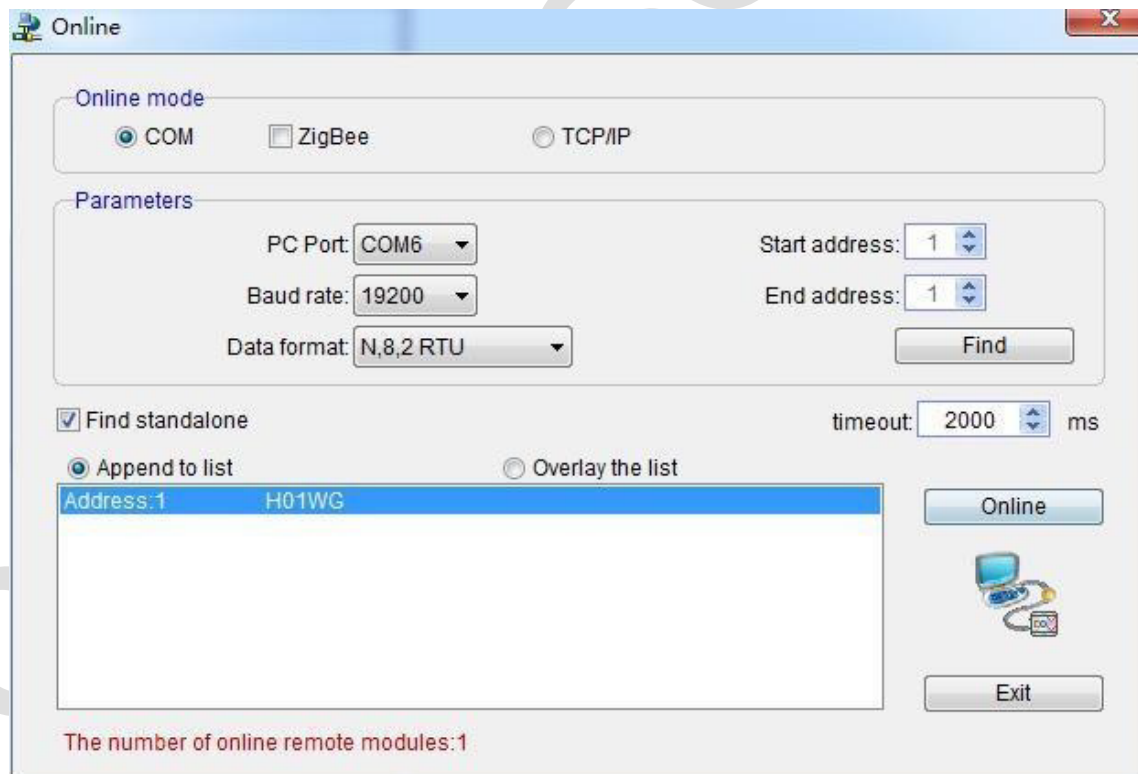 Online
Online mode
COM ZigBee TCP/IP
Parameters
PC Port: COM6 Start address: 1
Baud rate: 19200 End address: 1
Data format: N,8,2 RTU Find
Find standalone timeout: 2000 ms
Append to list Overlay the list
Address:1 H01WG
Online
Exit
The number of online remote modules:1